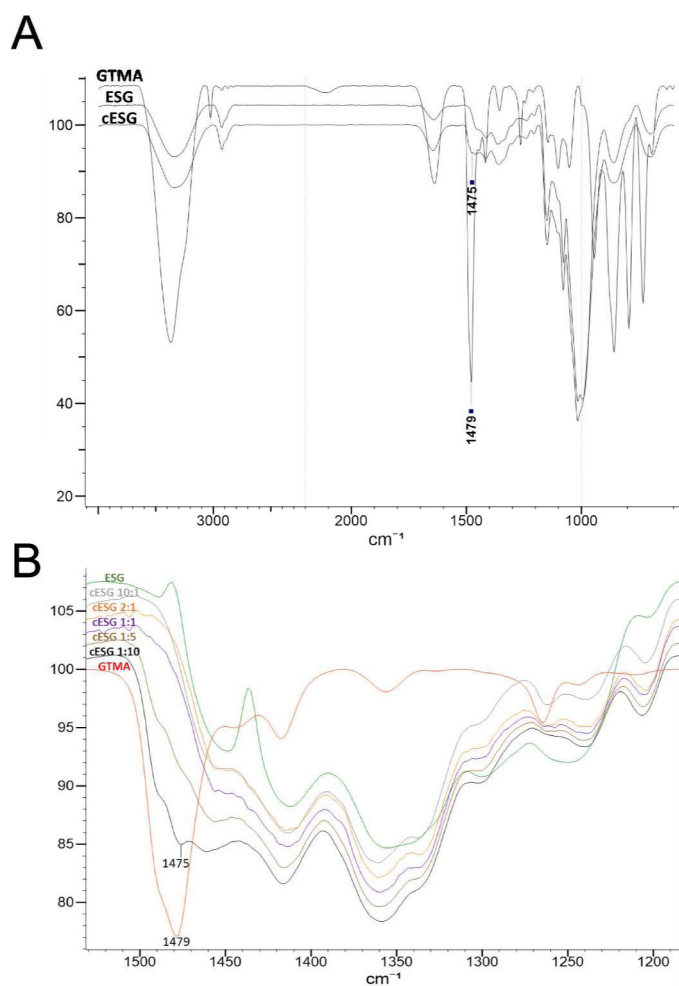 A
GTMA
ESG
cESG
100
80
60
40
20
1475
1479
3000
2000
1500
1000
cm⁻¹
B
ESG
cESG 10:1
cESG 2:1
cESG 1:1
cESG 1:5
cESG 1:10
GTMA
105
100
95
90
85
80
1475
1479
1500
1450
1400
1350
1300
1250
1200
cm⁻¹